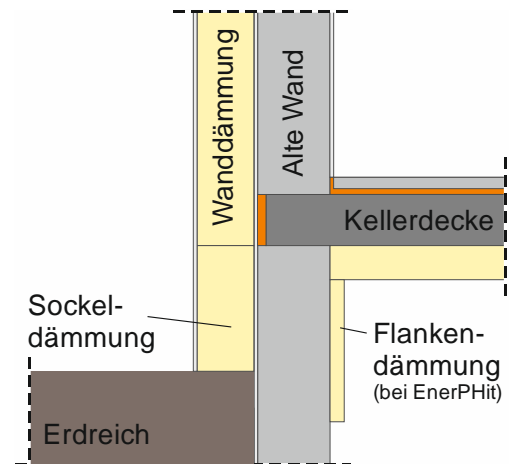 Wanddämmung
Alte Wand
Kellerdecke
Sockel-
dämmung
Flanken-
dämmung
(bei EnerPHit)
Erdreich